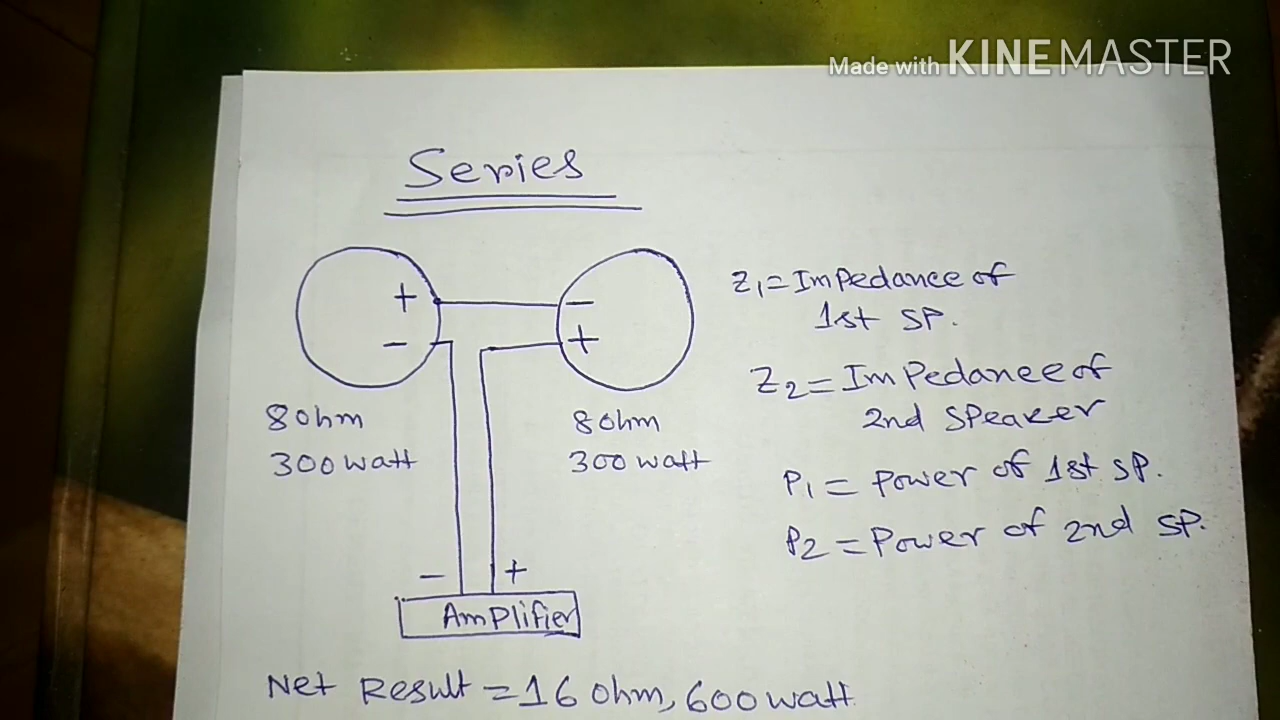 Made with KINEMASTER
Series
+ −
− +
8 ohm
300 watt
8 ohm
300 watt
− +
Amplifier
Z1 = Impedance of
1st SP.
Z2 = Impedance of
2nd Speaker
P1 = Power of 1st SP.
P2 = Power of 2nd SP.
Net Result = 16 ohm, 600 watt